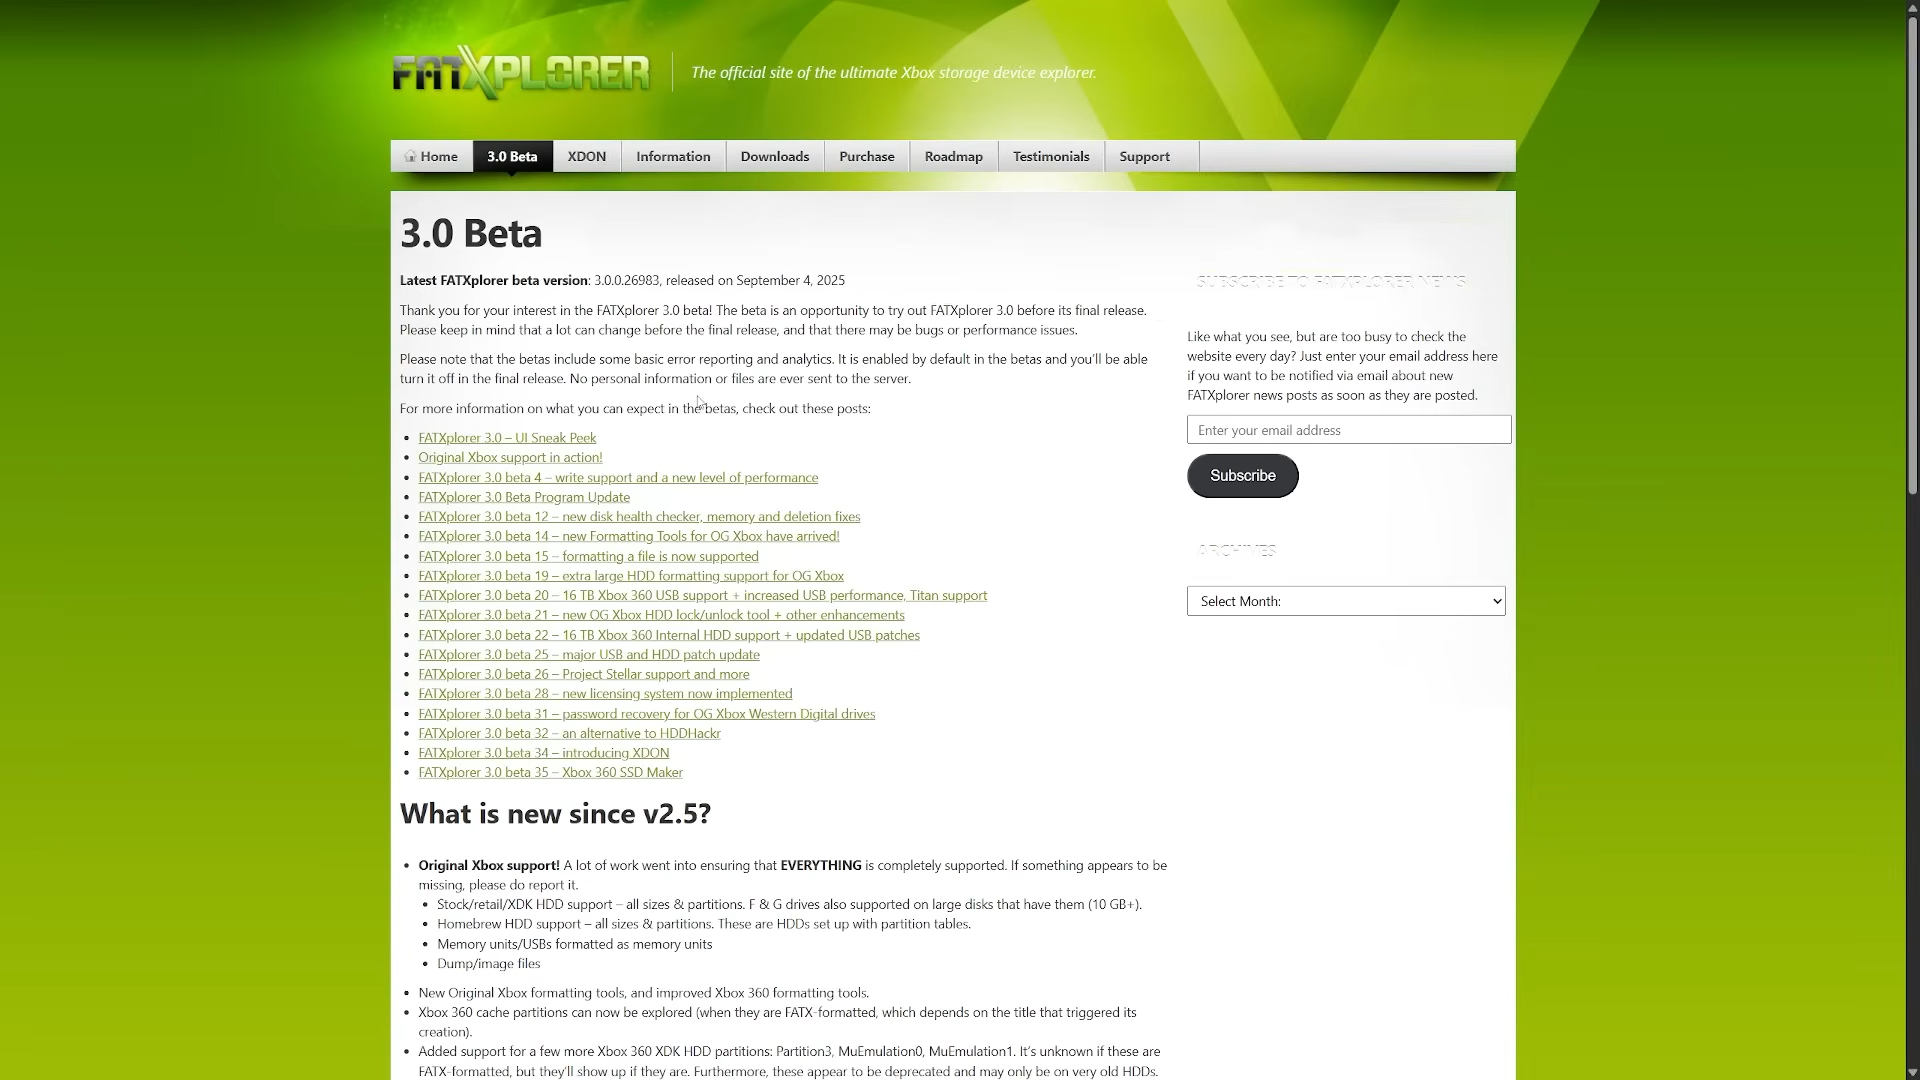 FATXPLORER
The official site of the ultimate Xbox storage device explorer.
Home
3.0 Beta
XDON
Information
Downloads
Purchase
Roadmap
Testimonials
Support
3.0 Beta
Latest FATXplorer beta version: 3.0.0.26983, released on September 4, 2025
Thank you for your interest in the FATXplorer 3.0 beta! The beta is an opportunity to try out FATXplorer 3.0 before its final release.
Please keep in mind that a lot can change before the final release, and that there may be bugs or performance issues.
Please note that the betas include some basic error reporting and analytics. It is enabled by default in the betas and you'll be able
turn it off in the final release. No personal information or files are ever sent to the server.
For more information on what you can expect in the betas, check out these posts:
• FATXplorer 3.0 – UI Sneak Peek
• Original Xbox support in action!
• FATXplorer 3.0 beta 4 – write support and a new level of performance
• FATXplorer 3.0 Beta Program Update
• FATXplorer 3.0 beta 12 – new disk health checker, memory and deletion fixes
• FATXplorer 3.0 beta 14 – new Formatting Tools for OG Xbox have arrived!
• FATXplorer 3.0 beta 15 – formatting a file is now supported
• FATXplorer 3.0 beta 19 – extra large HDD formatting support for OG Xbox
• FATXplorer 3.0 beta 20 – 16 TB Xbox 360 USB support + increased USB performance, Titan support
• FATXplorer 3.0 beta 21 – new OG Xbox HDD lock/unlock tool + other enhancements
• FATXplorer 3.0 beta 22 – 16 TB Xbox 360 Internal HDD support + updated USB patches
• FATXplorer 3.0 beta 25 – major USB and HDD patch update
• FATXplorer 3.0 beta 26 – Project Stellar support and more
• FATXplorer 3.0 beta 28 – new licensing system now implemented
• FATXplorer 3.0 beta 31 – password recovery for OG Xbox Western Digital drives
• FATXplorer 3.0 beta 32 – an alternative to HDDHackr
• FATXplorer 3.0 beta 34 – introducing XDON
• FATXplorer 3.0 beta 35 – Xbox 360 SSD Maker
What is new since v2.5?
• Original Xbox support! A lot of work went into ensuring that EVERYTHING is completely supported. If something appears to be
missing, please do report it.
• Stock/retail/XDK HDD support – all sizes & partitions. F & G drives also supported on large disks that have them (10 GB+).
• Homebrew HDD support – all sizes & partitions. These are HDDs set up with partition tables.
• Memory units/USBs formatted as memory units
• Dump/image files
• New Original Xbox formatting tools, and improved Xbox 360 formatting tools.
• Xbox 360 cache partitions can now be explored (when they are FATX-formatted, which depends on the title that triggered its
creation).
• Added support for a few more Xbox 360 XDK HDD partitions: Partition3, MuEmulation0, MuEmulation1. It's unknown if these are
FATX-formatted, but they'll show up if they are. Furthermore, these appear to be deprecated and may only be on very old HDDs.
SUBSCRIBE TO FATXPLORER NEWS
Like what you see, but are too busy to check the
website every day? Just enter your email address here
if you want to be notified via email about new
FATXplorer news posts as soon as they are posted.
Enter your email address
Subscribe
ARCHIVES
Select Month: